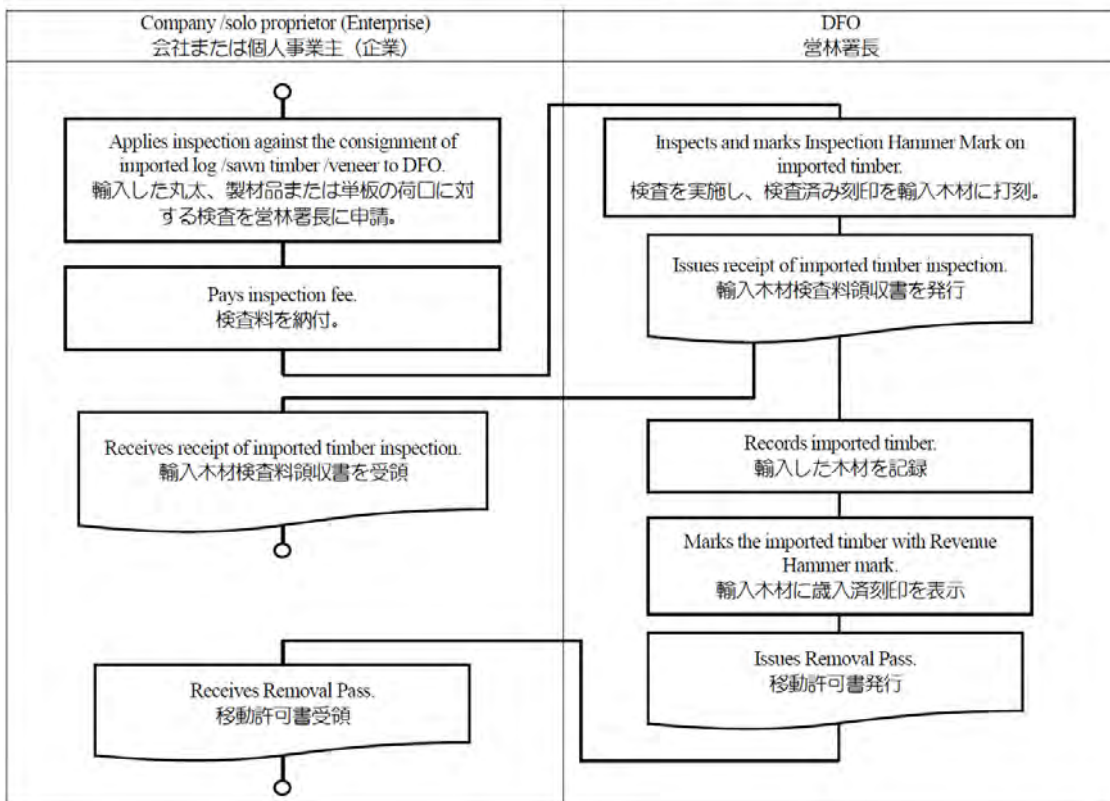 Company /solo proprietor (Enterprise)
会社または個人事業主（企業）
DFO
営林署長
Applies inspection against the consignment of
imported log /sawn timber /veneer to DFO.
輸入した丸太、製材品または単板の荷口に対
する検査を営林署長に申請。
Pays inspection fee.
検査料を納付。
Inspects and marks Inspection Hammer Mark on
imported timber.
検査を実施し、検査済み刻印を輸入木材に打刻。
Issues receipt of imported timber inspection.
輸入木材検査料領収書を発行
Receives receipt of imported timber inspection.
輸入木材検査料領収書を受領
Records imported timber.
輸入した木材を記録
Marks the imported timber with Revenue
Hammer mark.
輸入木材に歳入済刻印を表示
Issues Removal Pass.
移動許可書発行
Receives Removal Pass.
移動許可書受領